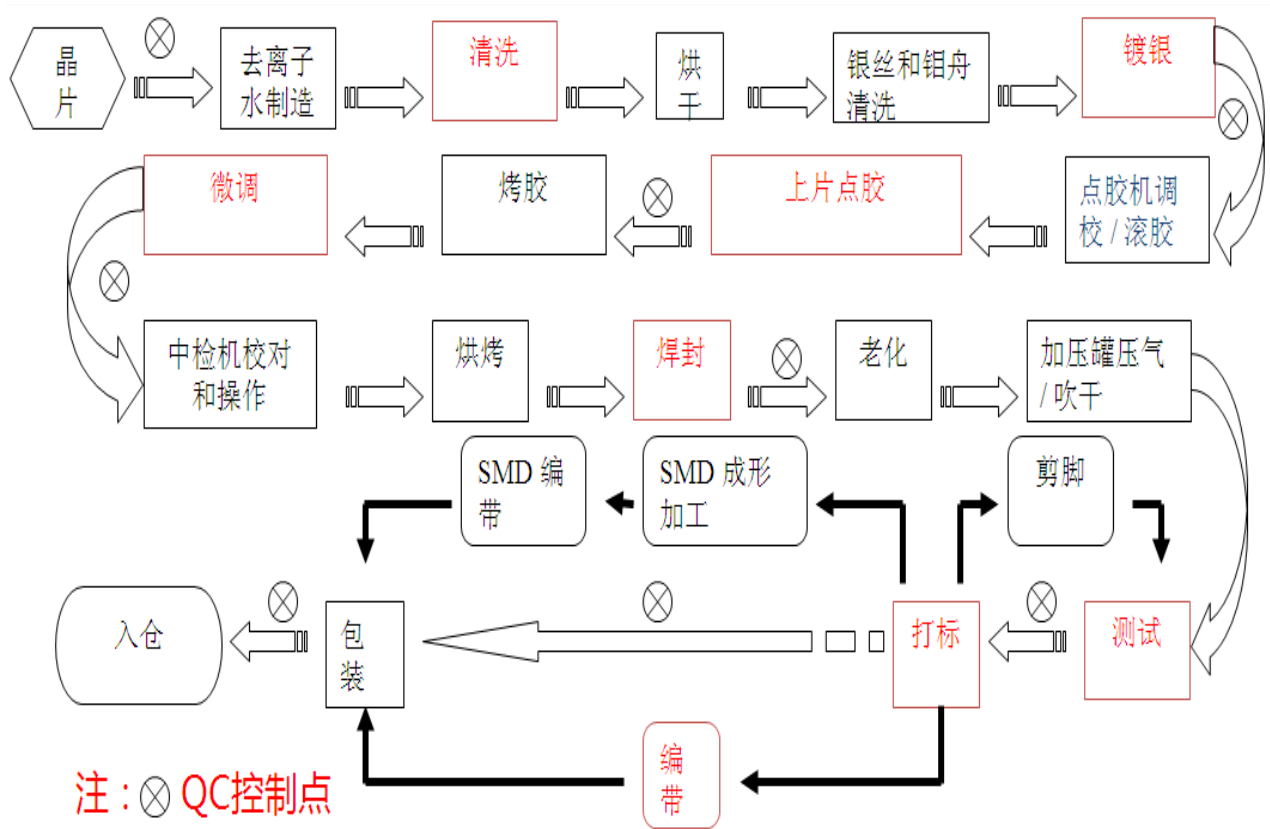 晶
片
去离子
水制造
清洗
烘
干
银丝和钼舟
清洗
镀银
微调
烤胶
上片点胶
点胶机调
校 / 滚胶
中检机校对
和操作
烘烤
焊封
老化
加压罐压气
/ 吹干
SMD 编
带
SMD 成形
加工
剪脚
入仓
包
装
打标
测试
编
带
注：⊗ QC控制点